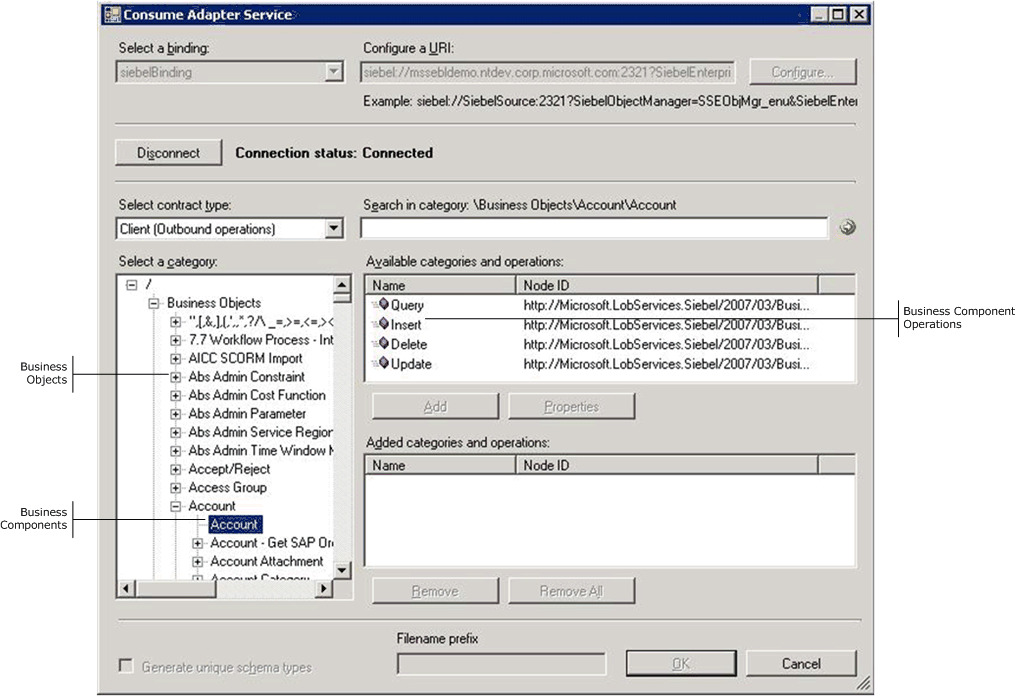 Consume Adapter Service
Select a binding:
Configure a URI:
siebelBinding
siebel://mssebldemo.ntdev.corp.microsoft.com:2321?SiebelEnterpri
Configure...
Example: siebel://SiebelSource:2321?SiebelObjectManager=SSEObjMgr_enu&SiebelEnter
Disconnect
Connection status: Connected
Select contract type:
Search in category: \Business Objects\Account\Account
Client (Outbound operations)
Select a category:
/
Business Objects
7.7 Workflow Process - Int
AICC SCORM Import
Abs Admin Constraint
Abs Admin Cost Function
Abs Admin Parameter
Abs Admin Service Region
Abs Admin Time Window
Accept/Reject
Access Group
Account
Account
Account - Get SAP Or
Account Attachment
Account Category
Available categories and operations:
Name Node ID
Query http://Microsoft.LobServices.Siebel/2007/03/Busi...
Insert http://Microsoft.LobServices.Siebel/2007/03/Busi...
Delete http://Microsoft.LobServices.Siebel/2007/03/Busi...
Update http://Microsoft.LobServices.Siebel/2007/03/Busi...
Add
Properties
Added categories and operations:
Name Node ID
Remove
Remove All
Filename prefix
Generate unique schema types
OK
Cancel
Business
Objects
Business
Components
Business Component
Operations